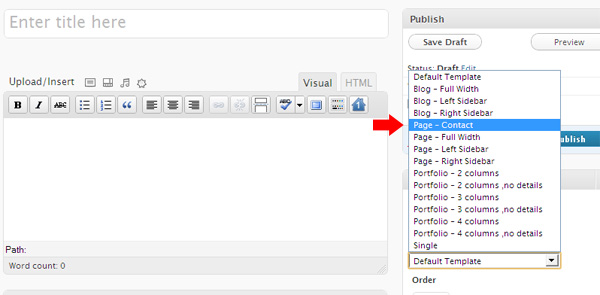 Enter title here
Upload/Insert
Visual
HTML
B I ABC
ABC
Path:
Word count: 0
Publish
Save Draft
Preview
Status: Draft Edit
Default Template
Blog - Full Width
Blog - Left Sidebar
Blog - Right Sidebar
Page - Contact
Page - Full Width
Page - Left Sidebar
Page - Right Sidebar
Portfolio - 2 columns
Portfolio - 2 columns ,no details
Portfolio - 3 columns
Portfolio - 3 columns ,no details
Portfolio - 4 columns
Portfolio - 4 columns ,no details
Single
ublish
Default Template
Order